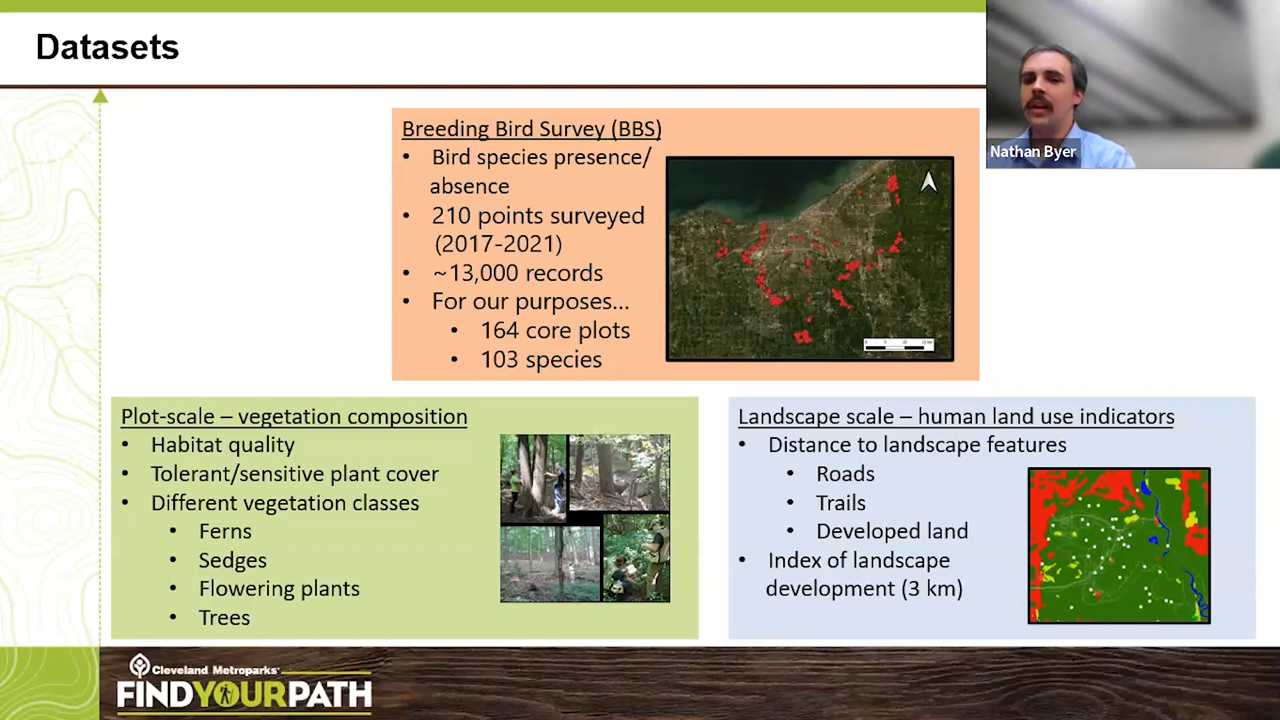 Datasets
Nathan Byer
Breeding Bird Survey (BBS)
• Bird species presence/
absence
• 210 points surveyed
(2017-2021)
• ~13,000 records
• For our purposes…
• 164 core plots
• 103 species
Plot-scale – vegetation composition
• Habitat quality
• Tolerant/sensitive plant cover
• Different vegetation classes
• Ferns
• Sedges
• Flowering plants
• Trees
Landscape scale – human land use indicators
• Distance to landscape features
• Roads
• Trails
• Developed land
• Index of landscape
development (3 km)
Cleveland Metroparks
FINDYOURPATH